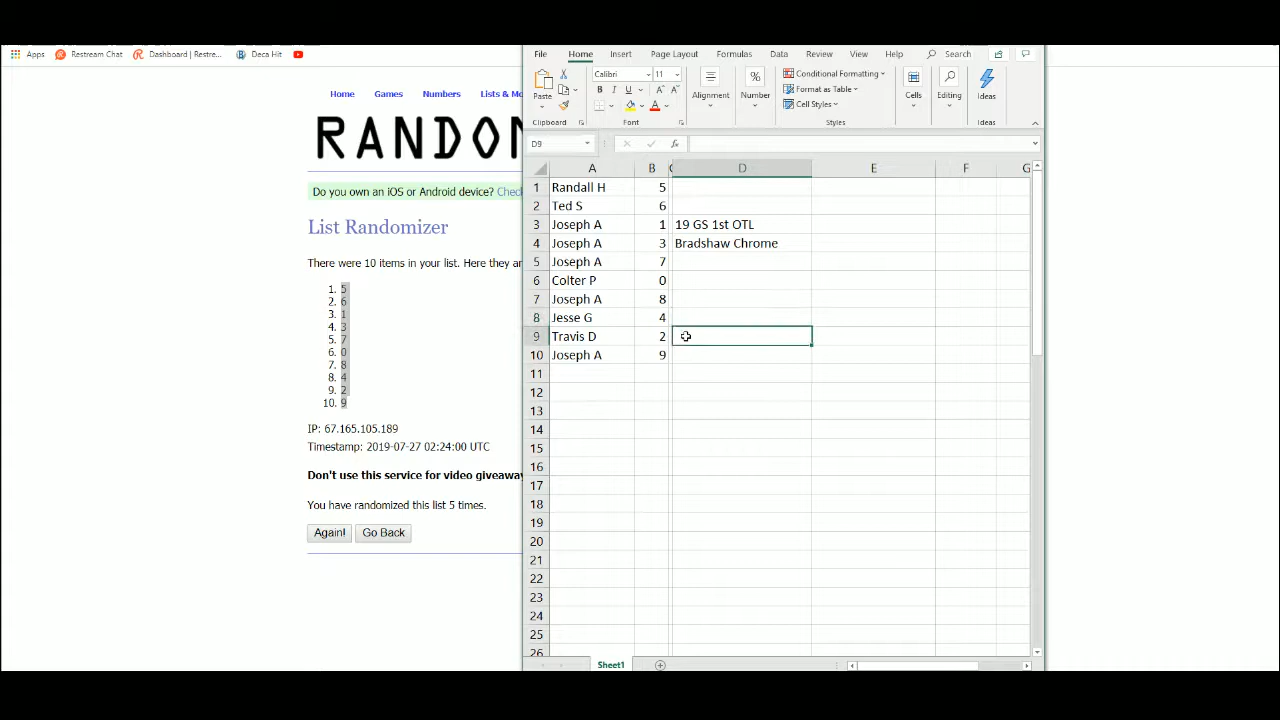 Apps Restream Chat Dashboard | Restre... Deca Hit
Home Games Numbers Lists & Mo
RANDO
Do you own an iOS or Android device? Check
List Randomizer
There were 10 items in your list. Here they ar
1. 5
2. 6
3. 1
4. 3
5. 7
6. 0
7. 8
8. 4
9. 2
10. 9
IP: 67.165.105.189
Timestamp: 2019-07-27 02:24:00 UTC
Don't use this service for video giveaway
You have randomized this list 5 times.
Again! Go Back
File Home Insert Page Layout Formulas Data Review View Help Search
Paste
Calibri 11
B I U A A
A
Alignment
%
Number
Conditional Formatting
Format as Table
Cell Styles
Cells
Editing
Ideas
Clipboard Font Styles Ideas
D9 fx
A B C D E F G
1 Randall H 5
2 Ted S 6
3 Joseph A 1 19 GS 1st OTL
4 Joseph A 3 Bradshaw Chrome
5 Joseph A 7
6 Colter P 0
7 Joseph A 8
8 Jesse G 4
9 Travis D 2
10 Joseph A 9
11
12
13
14
15
16
17
18
19
20
21
22
23
24
25
26
Sheet1